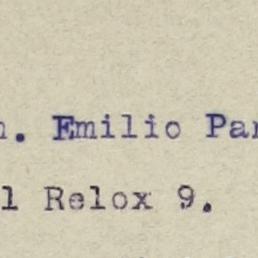 n. Emilio Par
l Relox 9.